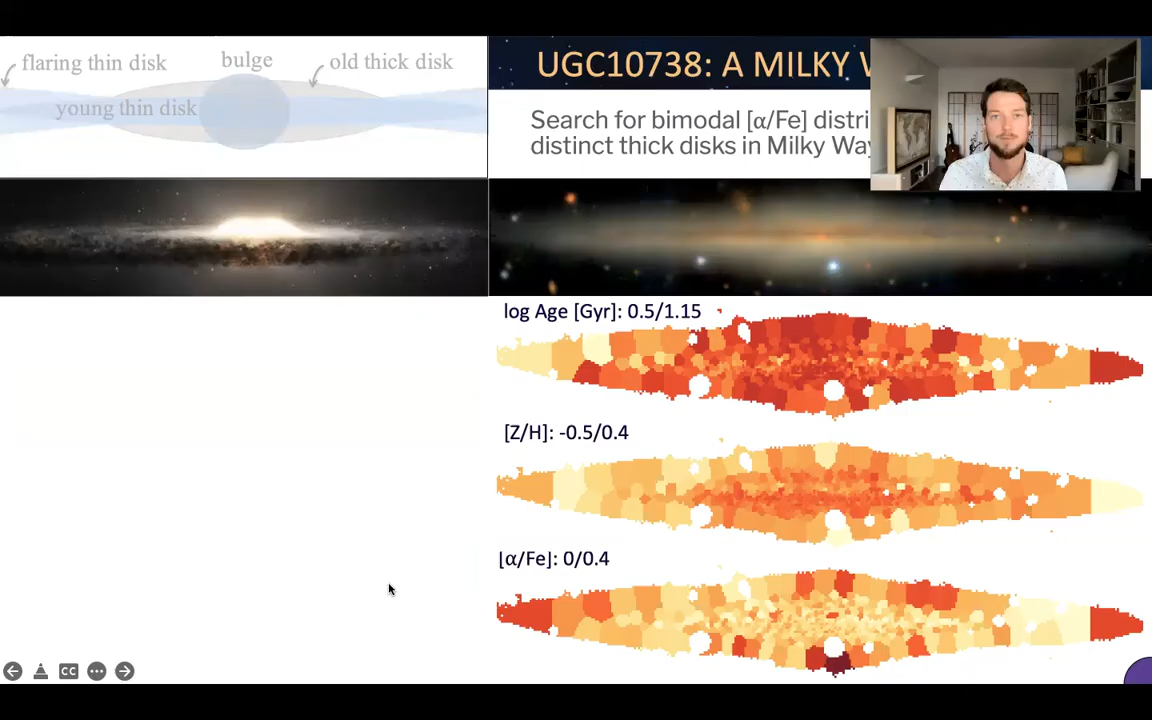 flaring thin disk
bulge
old thick disk
young thin disk
UGC10738: A MILKY
Search for bimodal [α/Fe] distri
distinct thick disks in Milky Way
log Age [Gyr]: 0.5/1.15
[Z/H]: -0.5/0.4
[α/Fe]: 0/0.4
CC